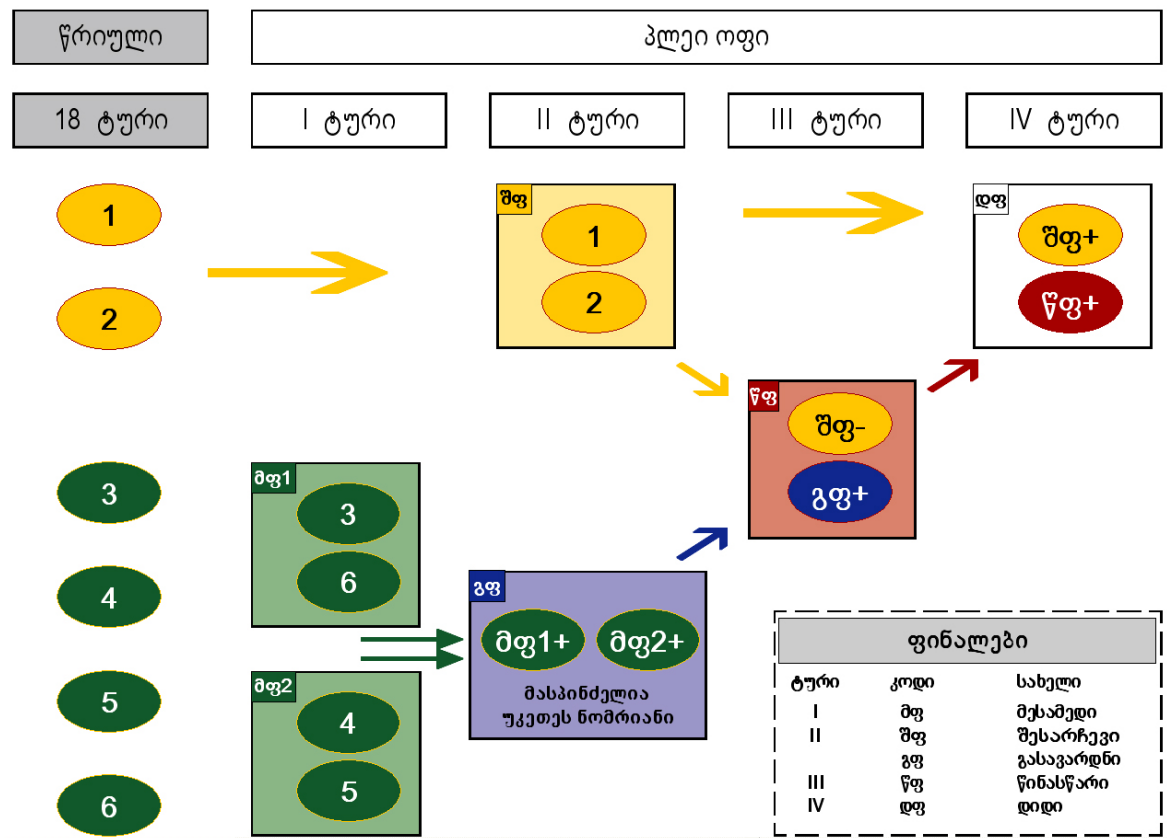 წრიული
პლეი ოფი
18 ტური
I ტური
II ტური
III ტური
IV ტური
1
2
3
4
5
6
მფ1
3
6
მფ2
4
5
შფ
1
2
გფ
მფ1+ მფ2+
მასპინძელია
უკეთეს ნომრიანი
წფ
შფ-
გფ+
დფ
შფ+
წფ+
ფინალები
ტური კოდი სახელი
I მფ მესამედი
II შფ შესარჩევი
გფ გასავარდნი
III წფ წინასწარი
IV დფ დიდი